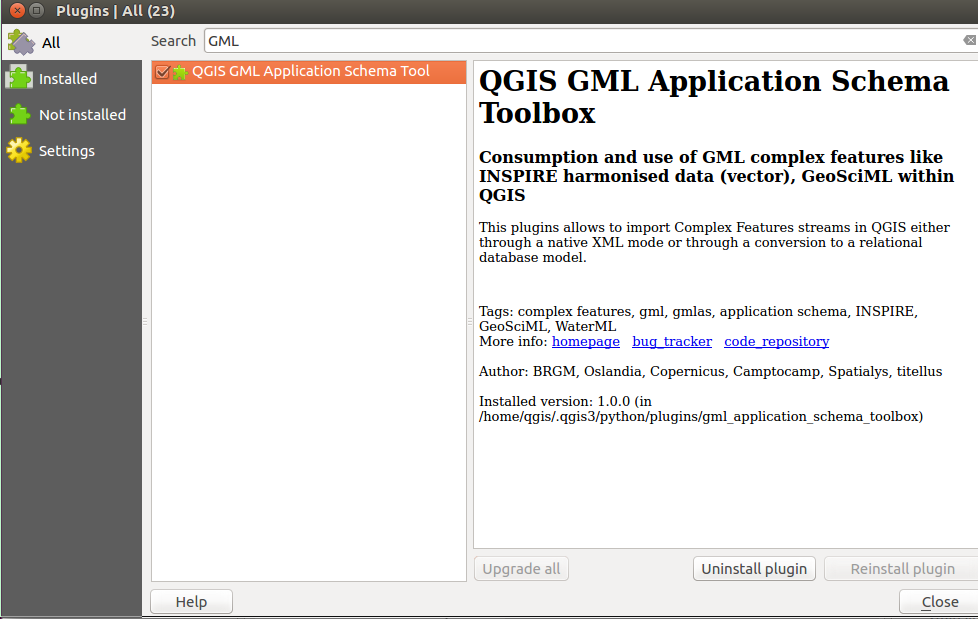 Plugins | All (23)
All
Installed
Not installed
Settings
Search GML
QGIS GML Application Schema Tool
QGIS GML Application Schema
Toolbox
Consumption and use of GML complex features like
INSPIRE harmonised data (vector), GeoSciML within
QGIS
This plugins allows to import Complex Features streams in QGIS either
through a native XML mode or through a conversion to a relational
database model.
Tags: complex features, gml, gmlas, application schema, INSPIRE,
GeoSciML, WaterML
More info: homepage bug_tracker code_repository
Author: BRGM, Oslandia, Copernicus, Camptocamp, Spatialys, titellus
Installed version: 1.0.0 (in
/home/qgis/.qgis3/python/plugins/gml_application_schema_toolbox)
Upgrade all Uninstall plugin Reinstall plugin
Help Close